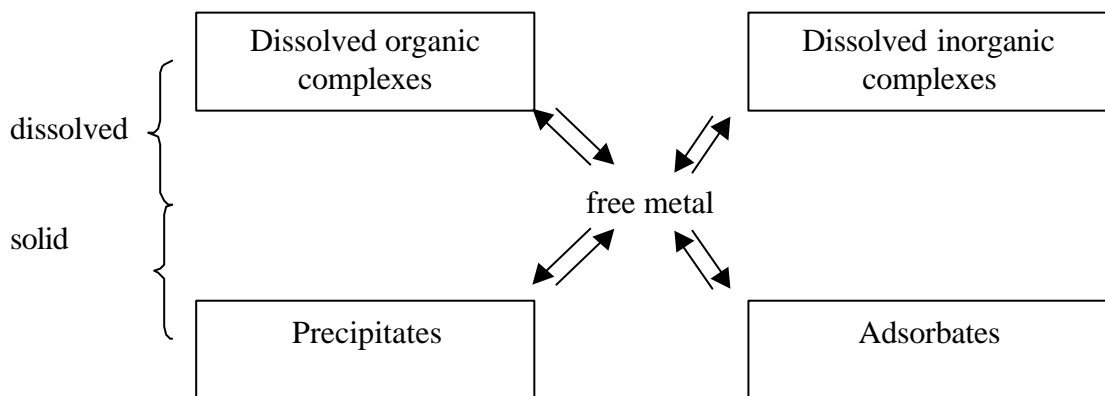 Dissolved organic
complexes
Dissolved inorganic
complexes
dissolved
free metal
solid
Precipitates
Adsorbates